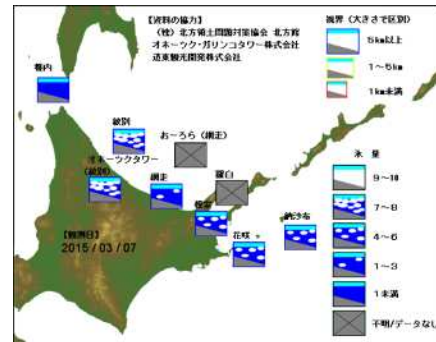 【資料の協力】
(社)北方領土問題対策協会 北方館
オホーツク・ガリンコタワー株式会社
道東観光開発株式会社
視界(大きさで区別)
5km以上
1〜5km
1km未満
稚内
紋別
オホーツクタワー
(紋別)
おーろら(網走)
網走
羅臼
納沙布
花咲
【観測日】
2015/03/07
氷量
9〜10
7〜8
4〜6
1〜3
1未満
不明/データなし